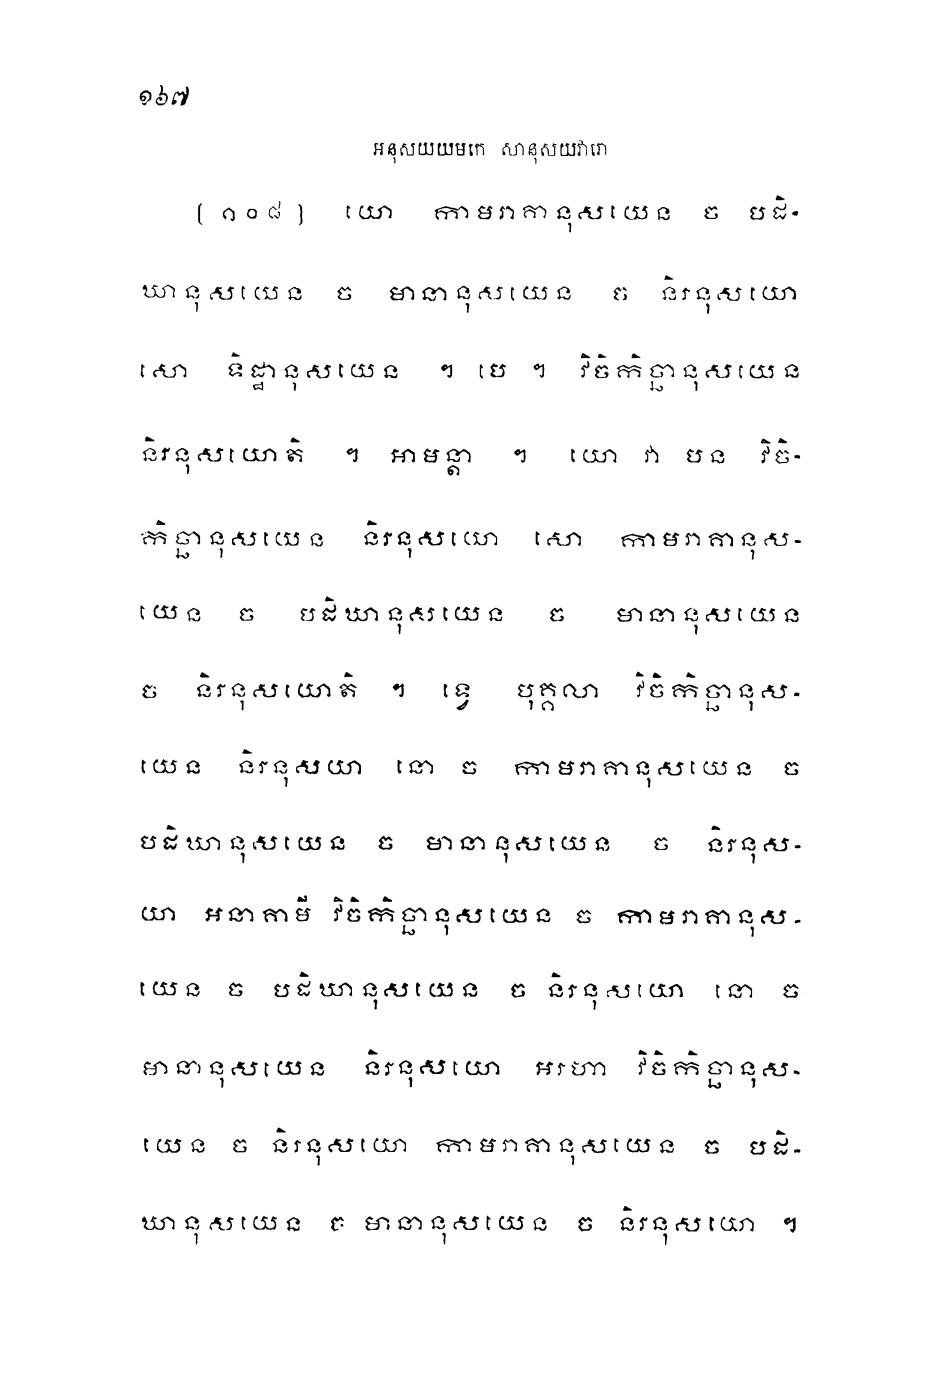 ១៦៧
អនុសយយមកេ សានុសយវារោ
(១០៨) យោ កាមរាគានុសយេន ច បដិ-
ឃានុសយេន ច មានានុសយេន ច និរនុសយោ
សោ ទិដ្ឋានុសយេន ។ បេ ។ វិចិកិច្ឆានុសយេន
និរនុសយោតិ ។ អាមន្តា ។ យោ វា បន វិចិ-
កិច្ឆានុសយេន និរនុសយោ សោ កាមរាគានុស-
យេន ច បដិឃានុសយេន ច មានានុសយេន
ច និរនុសយោតិ ។ ទ្វេ បុគ្គលា វិចិកិច្ឆានុស-
យេន និរនុសយា នោ ច កាមរាគានុសយេន ច
បដិឃានុសយេន ច មានានុសយេន ច និរនុស-
យា អនាគាមី វិចិកិច្ឆានុសយេន ច កាមរាគានុស-
យេន ច បដិឃានុសយេន ច និរនុសយោ នោ ច
មានានុសយេន និរនុសយោ អរហា វិចិកិច្ឆានុស-
យេន ច និរនុសយោ កាមរាគានុសយេន ច បដិ-
ឃានុសយេន ច មានានុសយេន ច និរនុសយោ ។